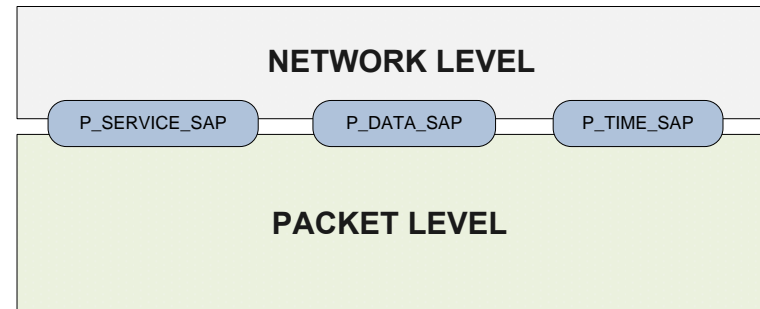 NETWORK LEVEL
P_SERVICE_SAP P_DATA_SAP P_TIME_SAP
PACKET LEVEL